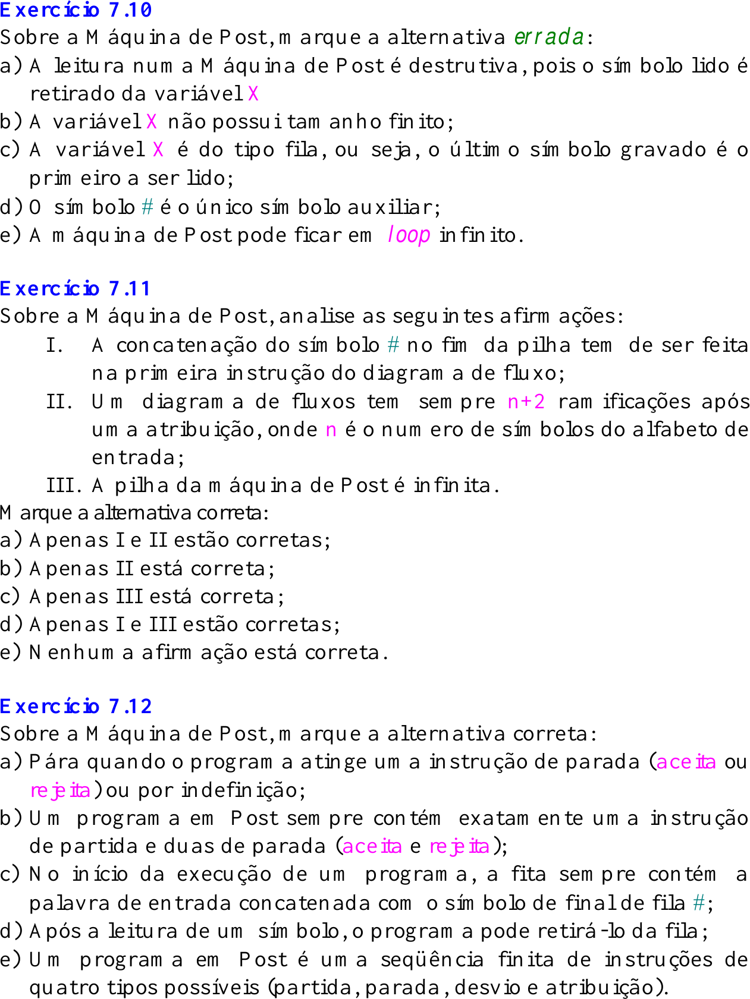 Exercício 7.10
Sobre a Máquina de Post, marque a alternativa errada:
a) A leitura numa Máquina de Post é destrutiva, pois o símbolo lido é
retirado da variável X
b) A variável X não possui tamanho finito;
c) A variável X é do tipo fila, ou seja, o último símbolo gravado é o
primeiro a ser lido;
d) O símbolo # é o único símbolo auxiliar;
e) A máquina de Post pode ficar em loop infinito.
Exercício 7.11
Sobre a Máquina de Post, analise as seguintes afirmações:
I. A concatenação do símbolo # no fim da pilha tem de ser feita
na primeira instrução do diagrama de fluxo;
II. Um diagrama de fluxos tem sempre n+2 ramificações após
uma atribuição, onde n é o numero de símbolos do alfabeto de
entrada;
III. A pilha da máquina de Post é infinita.
Marque a alternativa correta:
a) Apenas I e II estão corretas;
b) Apenas II está correta;
c) Apenas III está correta;
d) Apenas I e III estão corretas;
e) Nenhuma afirmação está correta.
Exercício 7.12
Sobre a Máquina de Post, marque a alternativa correta:
a) Pára quando o programa atinge uma instrução de parada (aceita ou
rejeita) ou por indefinição;
b) Um programa em Post sempre contém exatamente uma instrução
de partida e duas de parada (aceita e rejeita);
c) No início da execução de um programa, a fita sempre contém a
palavra de entrada concatenada com o símbolo de final de fila #;
d) Após a leitura de um símbolo, o programa pode retirá-lo da fila;
e) Um programa em Post é uma seqüência finita de instruções de
quatro tipos possíveis (partida, parada, desvio e atribuição).